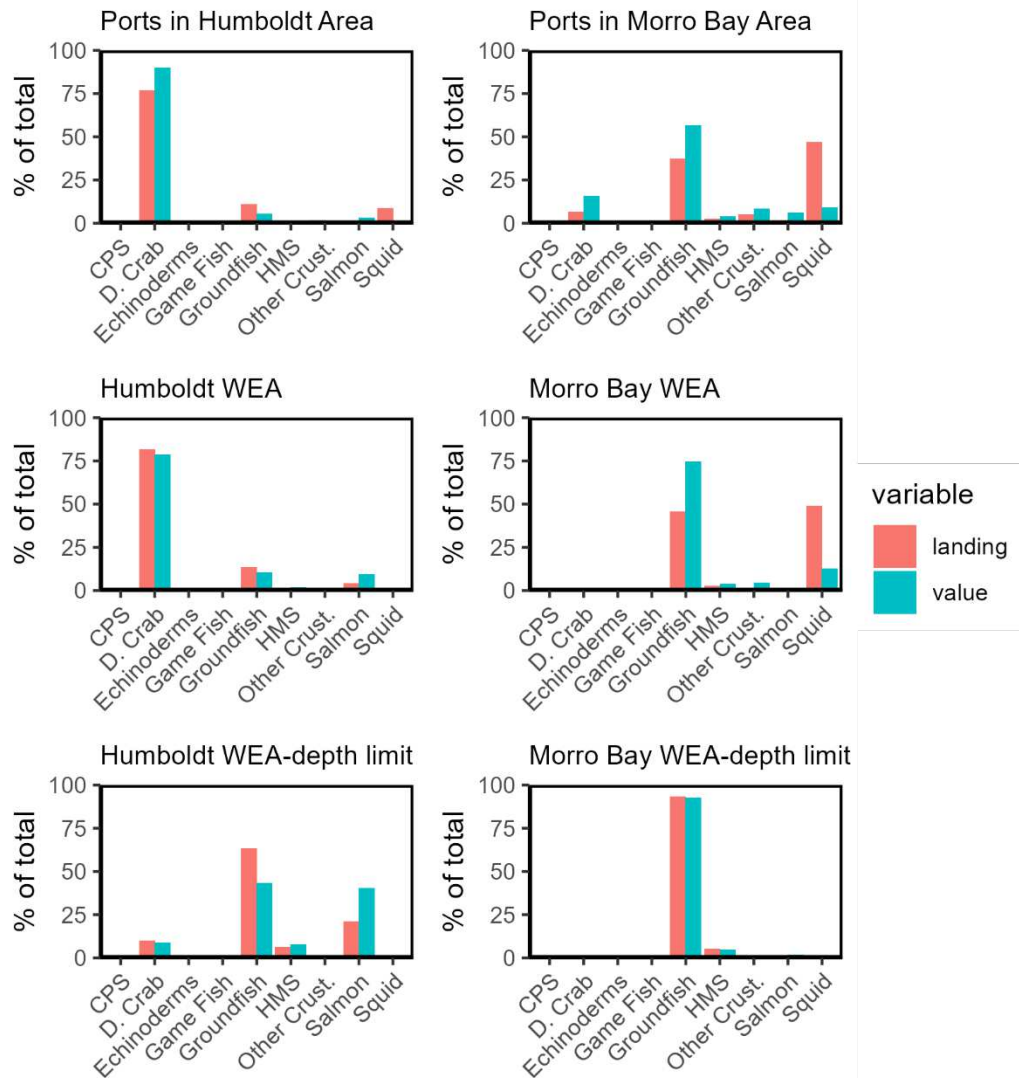 Ports in Humboldt Area
% of total
100
75
50
25
0
CPS
D. Crab
Echinoderms
Game Fish
Groundfish
HMS
Other Crust.
Salmon
Squid
Ports in Morro Bay Area
% of total
100
75
50
25
0
CPS
D. Crab
Echinoderms
Game Fish
Groundfish
HMS
Other Crust.
Salmon
Squid
Humboldt WEA
% of total
100
75
50
25
0
CPS
D. Crab
Echinoderms
Game Fish
Groundfish
HMS
Other Crust.
Salmon
Squid
Morro Bay WEA
% of total
100
75
50
25
0
CPS
D. Crab
Echinoderms
Game Fish
Groundfish
HMS
Other Crust.
Salmon
Squid
variable
landing
value
Humboldt WEA-depth limit
% of total
100
75
50
25
0
CPS
D. Crab
Echinoderms
Game Fish
Groundfish
HMS
Other Crust.
Salmon
Squid
Morro Bay WEA-depth limit
% of total
100
75
50
25
0
CPS
D. Crab
Echinoderms
Game Fish
Groundfish
HMS
Other Crust.
Salmon
Squid